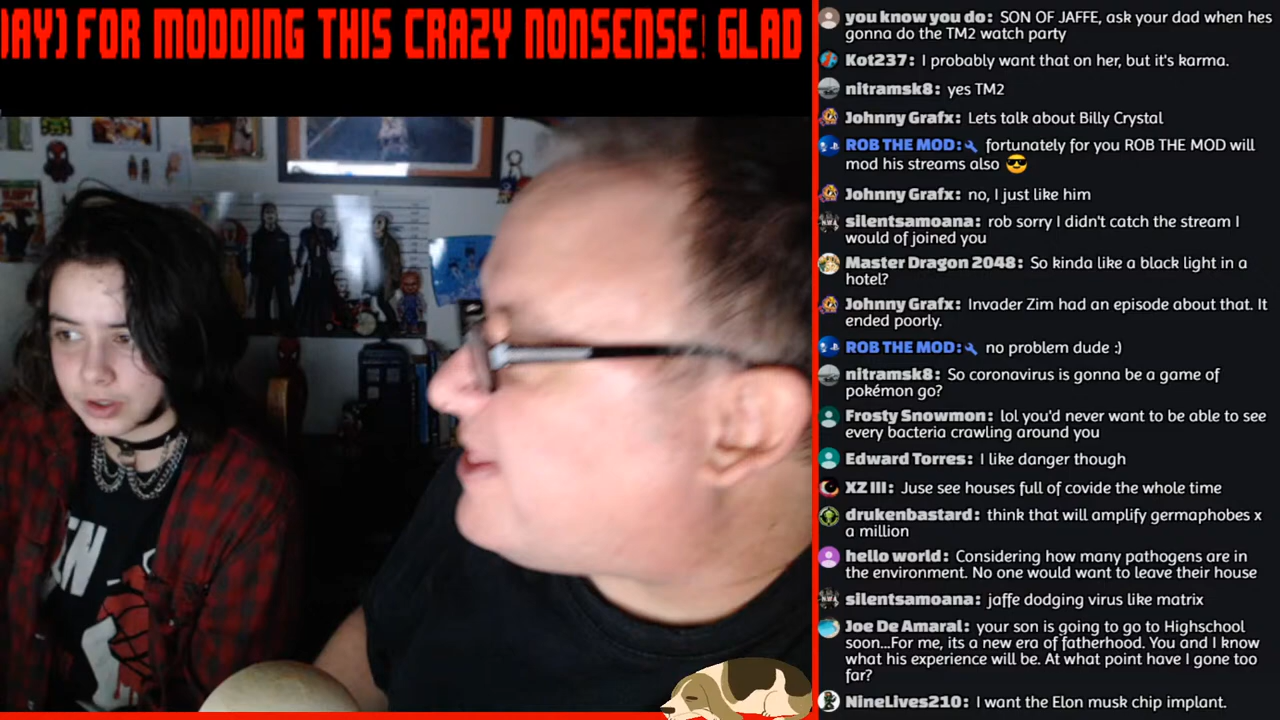 DAY) FOR MODDING THIS CRAZY NONSENSE! GLAD
you know you do: SON OF JAFFE, ask your dad when hes
gonna do the TM2 watch party
Kot237: I probably want that on her, but it's karma.
nitramsk8: yes TM2
Johnny Grafx: Lets talk about Billy Crystal
ROB THE MOD: fortunately for you ROB THE MOD will
mod his streams also 😎
Johnny Grafx: no, I just like him
silentsamoana: rob sorry I didn't catch the stream I
would of joined you
Master Dragon 2048: So kinda like a black light in a
hotel?
Johnny Grafx: Invader Zim had an episode about that. It
ended poorly.
ROB THE MOD: no problem dude :)
nitramsk8: So coronavirus is gonna be a game of
pokémon go?
Frosty Snowmon: lol you'd never want to be able to see
every bacteria crawling around you
Edward Torres: I like danger though
XZ III: Juse see houses full of covide the whole time
drukenbastard: think that will amplify germaphobes x
a million
hello world: Considering how many pathogens are in
the environment. No one would want to leave their house
silentsamoana: jaffe dodging virus like matrix
Joe De Amaral: your son is going to go to Highschool
soon...For me, its a new era of fatherhood. You and I know
what his experience will be. At what point have I gone too
far?
NineLives210: I want the Elon musk chip implant.